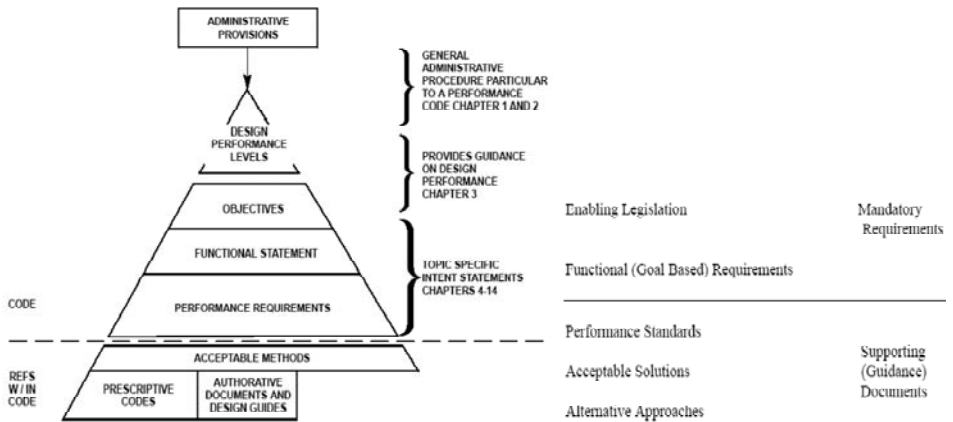 ADMINISTRATIVE
PROVISIONS
GENERAL
ADMINISTRATIVE
PROCEDURE PARTICULAR
TO A PERFORMANCE
CODE CHAPTER 1 AND 2
DESIGN
PERFORMANCE
LEVELS
PROVIDES GUIDANCE
ON DESIGN
PERFORMANCE
CHAPTER 3
OBJECTIVES
FUNCTIONAL STATEMENT
PERFORMANCE REQUIREMENTS
TOPIC SPECIFIC
INTENT STATEMENTS
CHAPTERS 4-14
CODE
ACCEPTABLE METHODS
REFS
W / IN
CODE
PRESCRIPTIVE
CODES
AUTHORATIVE
DOCUMENTS AND
DESIGN GUIDES
Enabling Legislation
Mandatory
Requirements
Functional (Goal Based) Requirements
Performance Standards
Acceptable Solutions
Alternative Approaches
Supporting
(Guidance)
Documents